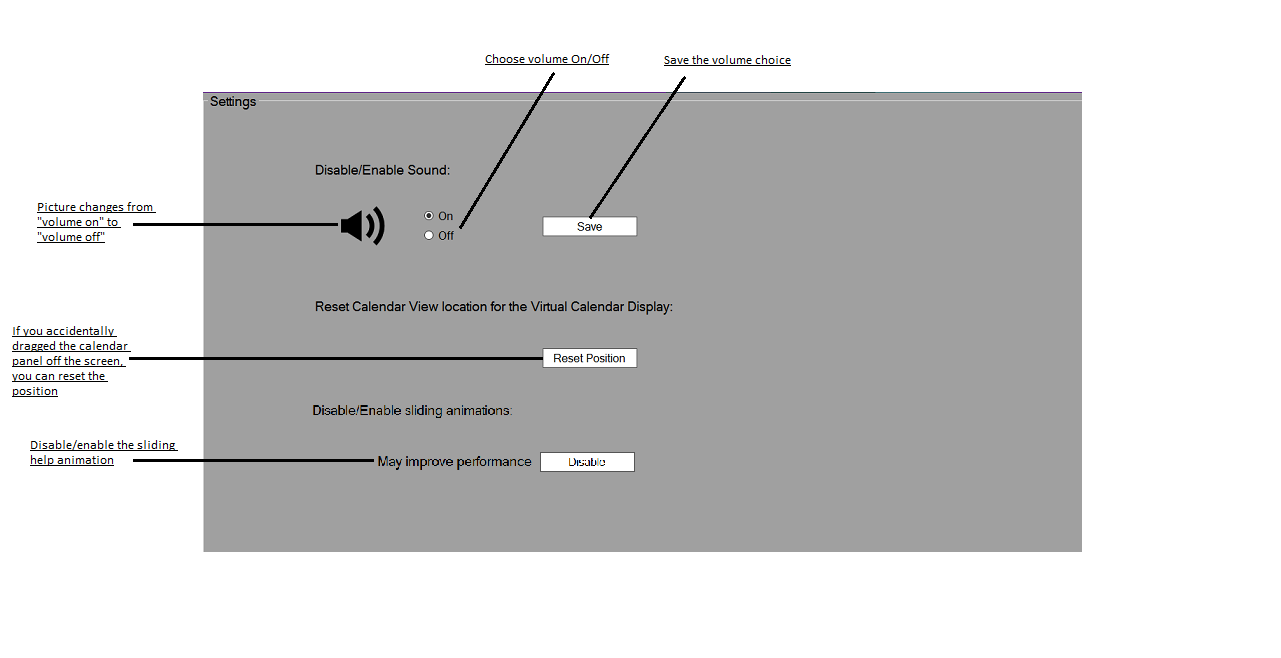 Choose volume On/Off
Save the volume choice
Settings
Disable/Enable Sound:
Picture changes from
"volume on" to
"volume off"
On
Off
Save
Reset Calendar View location for the Virtual Calendar Display:
If you accidentally
dragged the calendar
panel off the screen,
you can reset the
position
Reset Position
Disable/Enable sliding animations:
Disable/enable the sliding
help animation
May improve performance
Disable